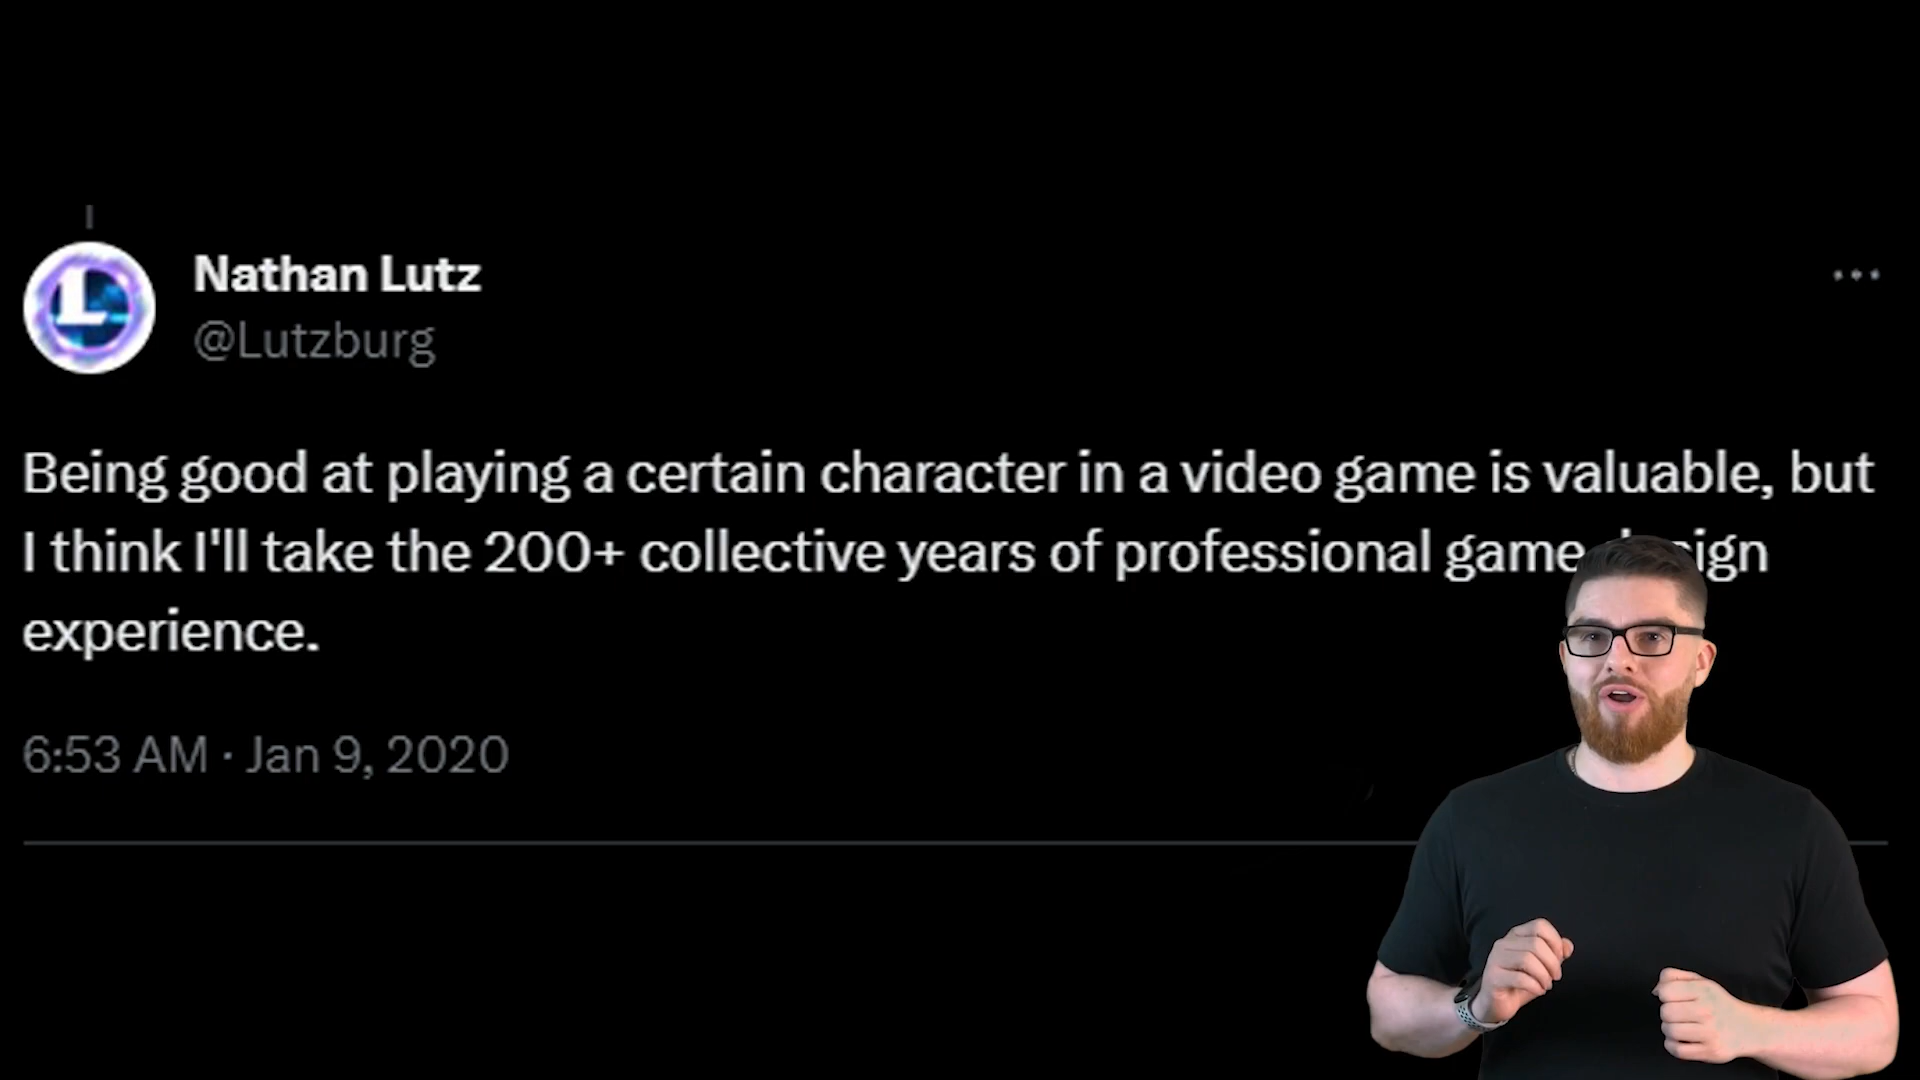 L
Nathan Lutz
@Lutzburg
Being good at playing a certain character in a video game is valuable, but
I think I'll take the 200+ collective years of professional game sign
experience.
6:53 AM · Jan 9, 2020